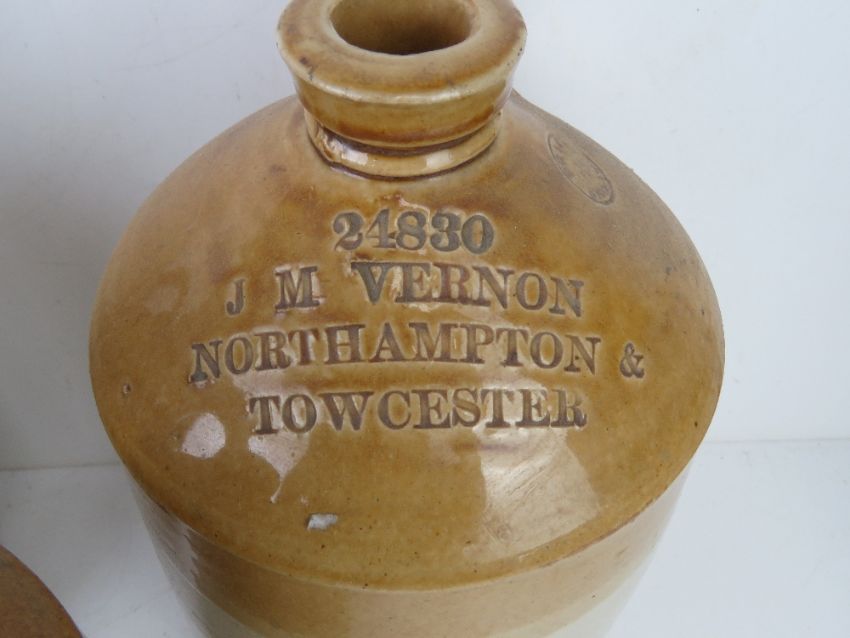 24830
J M VERNON
NORTHAMPTON &
TOWCESTER